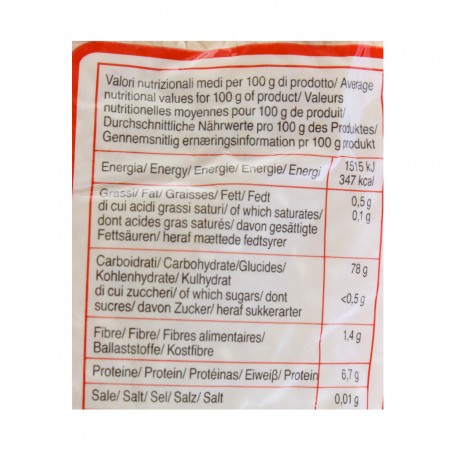 Valori nutrizionali medi per 100 g di prodotto/ Average
nutritional values for 100 g of product/ Valeurs
nutritionelles moyennes pour 100 g de produit/
Durchschnittliche Nährwerte pro 100 g des Produktes/
Gennemsnitlig ernæringsinformation pr 100 g produkt
Energia/ Energy/ Energie/ Energie/ Energi 1515 kJ
347 kcal
Grassi/ Fat/ Graisses/ Fett/ Fedt 0,5 g
di cui acidi grassi saturi/ of which saturates/ 0,1 g
dont acides gras saturés/ davon gesättigte
Fettsäuren/ heraf mættede fedtsyrer
Carboidrati/ Carbohydrate/Glucides/ 78 g
Kohlenhydrate/ Kulhydrat
di cui zuccheri/ of which sugars/ dont <0,5 g
sucres/ davon Zucker/ heraf sukkerarter
Fibre/ Fibre/ Fibres alimentaires/ 1,4 g
Ballaststoffe/ Kostfibre
Proteine/ Protein/ Protéinas/ Eiweiß/ Protein 6,7 g
Sale/ Salt/ Sel/ Salz/ Salt 0,01 g